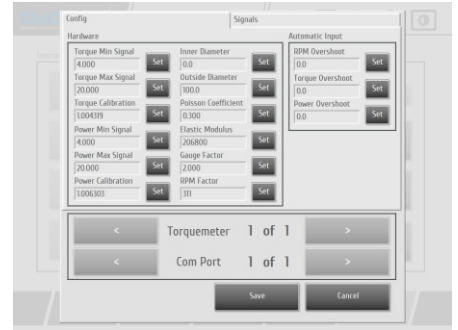 Config
Signals
Hardware
Automatic Input
Torque Min Signal
4.000
Set
Inner Diameter
0.0
Set
RPM Overshoot
0.0
Set
Torque Max Signal
20.000
Set
Outside Diameter
100.0
Set
Torque Overshoot
0.0
Set
Torque Calibration
1.004319
Set
Poisson Coefficient
0.300
Set
Power Overshoot
0.0
Set
Power Min Signal
4.000
Set
Elastic Modulus
206800
Set
Power Max Signal
20.000
Set
Gauge Factor
2.000
Set
Power Calibration
1.006303
Set
RPM Factor
311
Set
< Torquemeter 1 of 1 >
< Com Port 1 of 1 >
Save Cancel